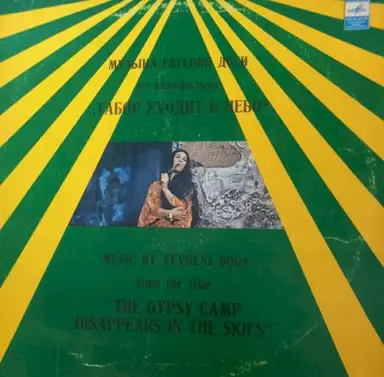 МУЗЫКА ЕВГЕНИЯ ДОГИ
из кинофильма
„ТАБОР УХОДИТ В НЕБО"
MUSIC BY YEVGENI DOGA
from the film
"THE GYPSY CAMP
DISAPPEARS IN THE SKIES"